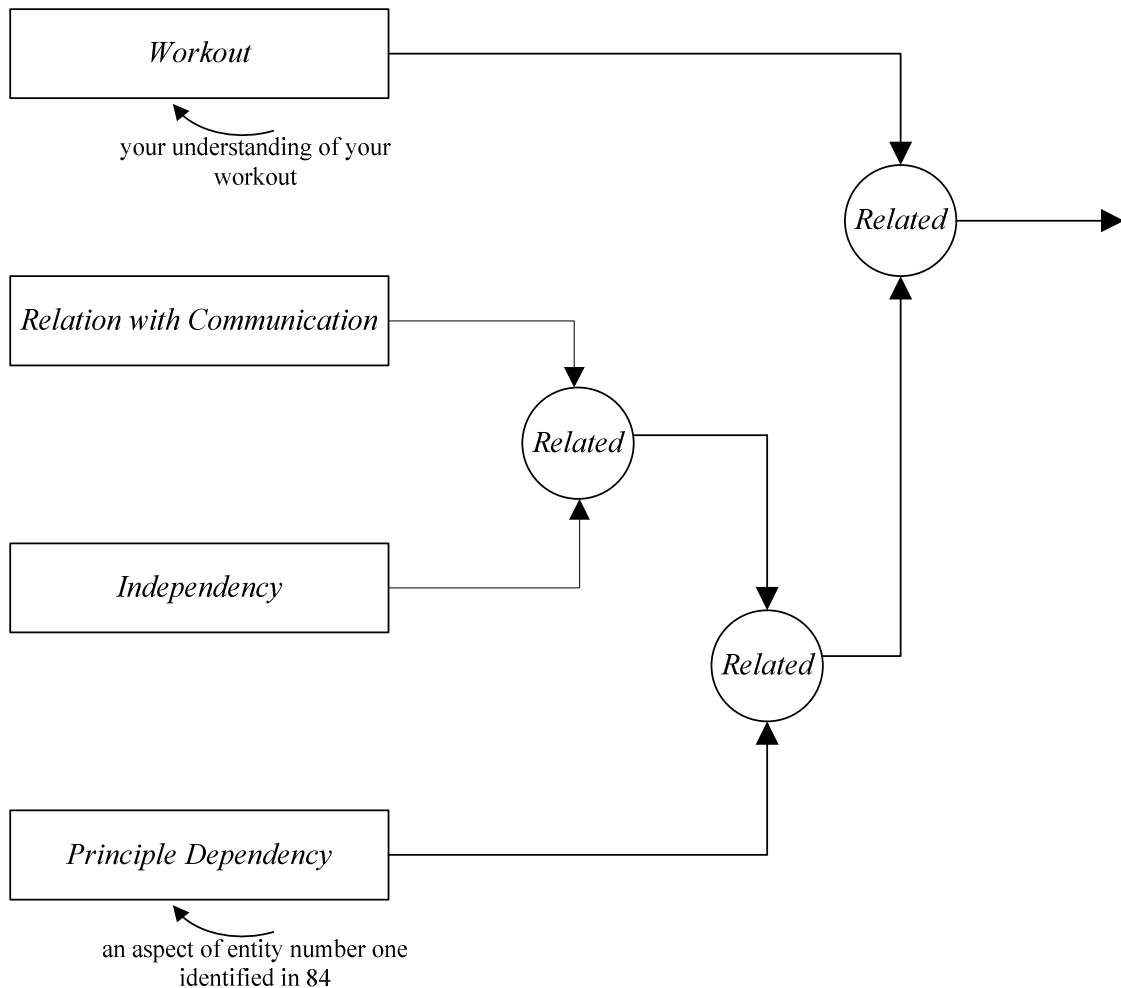 Workout
your understanding of your
workout
Related
Relation with Communication
Related
Independency
Related
Principle Dependency
an aspect of entity number one
identified in 84